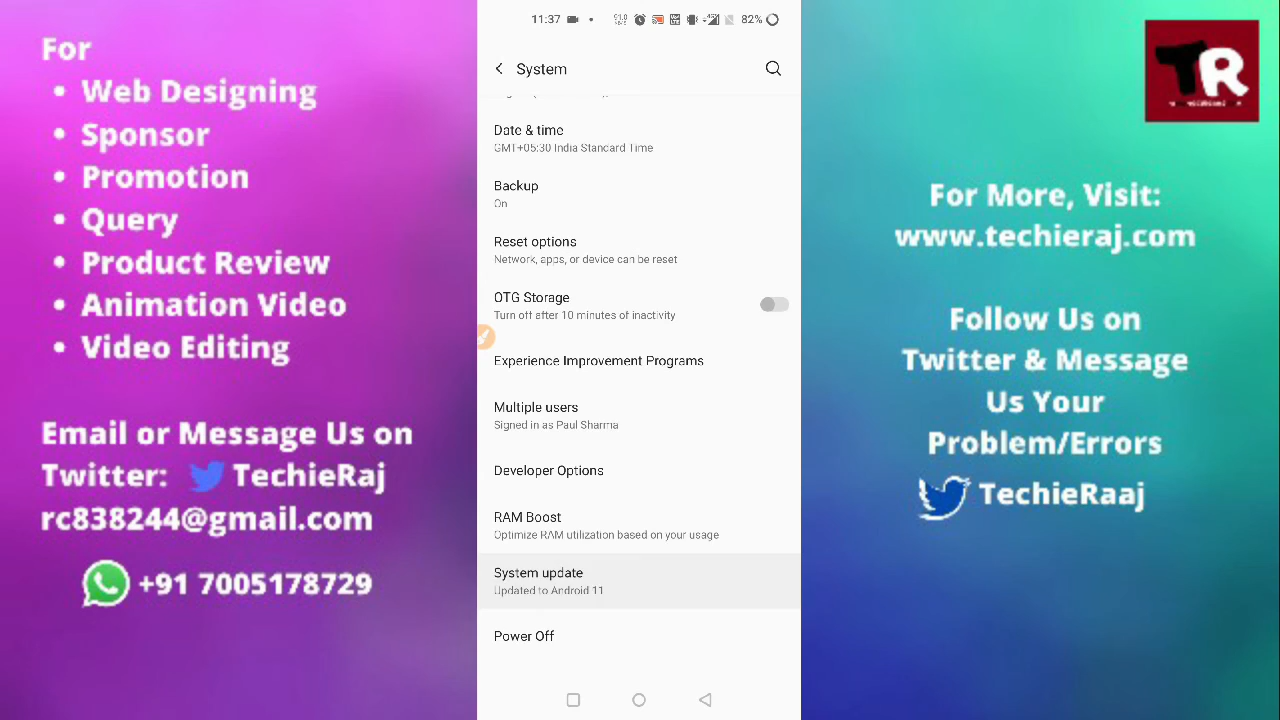 For
• Web Designing
• Sponsor
• Promotion
• Query
• Product Review
• Animation Video
• Video Editing
Email or Message Us on
Twitter: TechieRaj
rc838244@gmail.com
+91 7005178729
11:37
82%
System
Date & time
GMT+05:30 India Standard Time
Backup
On
Reset options
Network, apps, or device can be reset
OTG Storage
Turn off after 10 minutes of inactivity
Experience Improvement Programs
Multiple users
Signed in as Paul Sharma
Developer Options
RAM Boost
Optimize RAM utilization based on your usage
System update
Updated to Android 11
Power Off
TR
For More, Visit:
www.techieraj.com
Follow Us on
Twitter & Message
Us Your
Problem/Errors
TechieRaaj